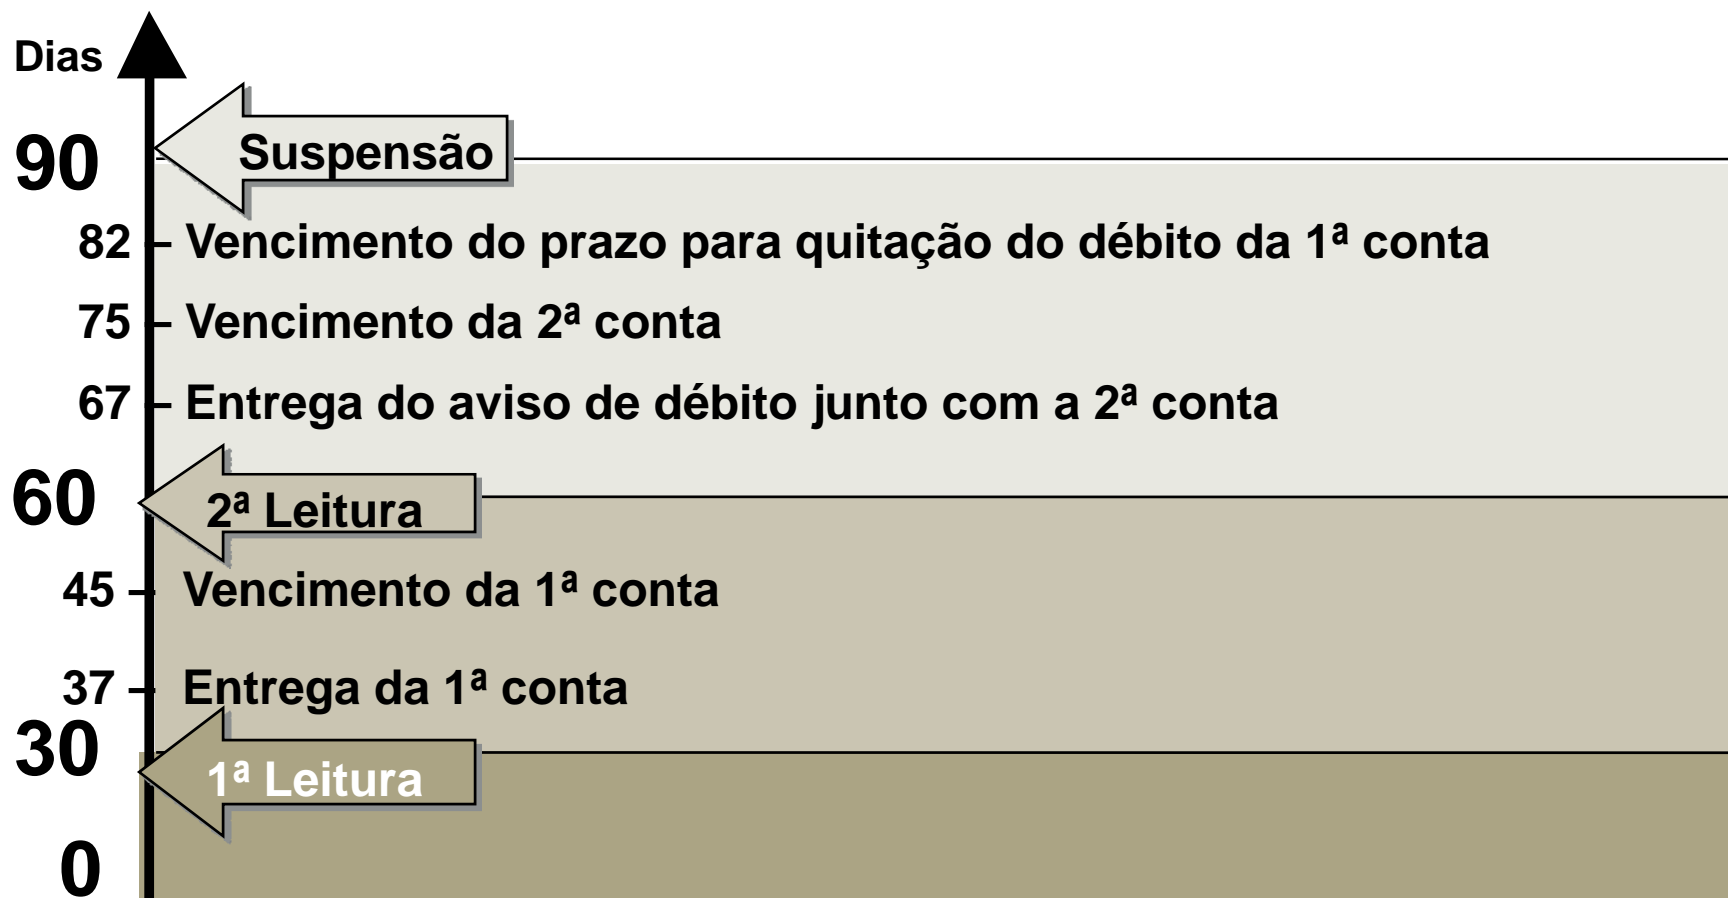 Dias
90 Suspensão
82 – Vencimento do prazo para quitação do débito da 1ª conta
75 – Vencimento da 2ª conta
67 – Entrega do aviso de débito junto com a 2ª conta
60 2ª Leitura
45 – Vencimento da 1ª conta
37 – Entrega da 1ª conta
30 1ª Leitura
0